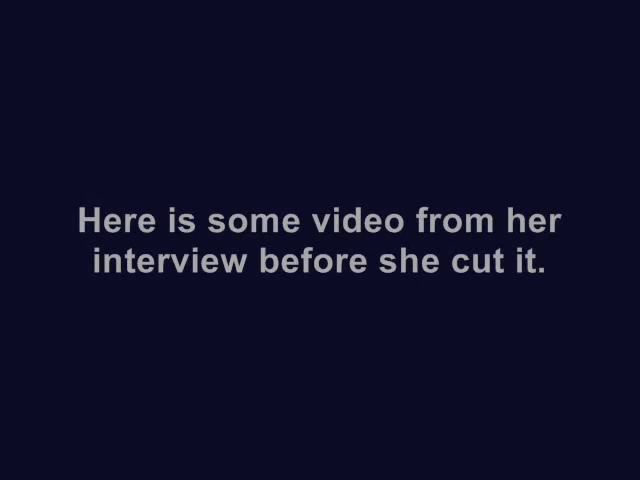 Here is some video from her
interview before she cut it.